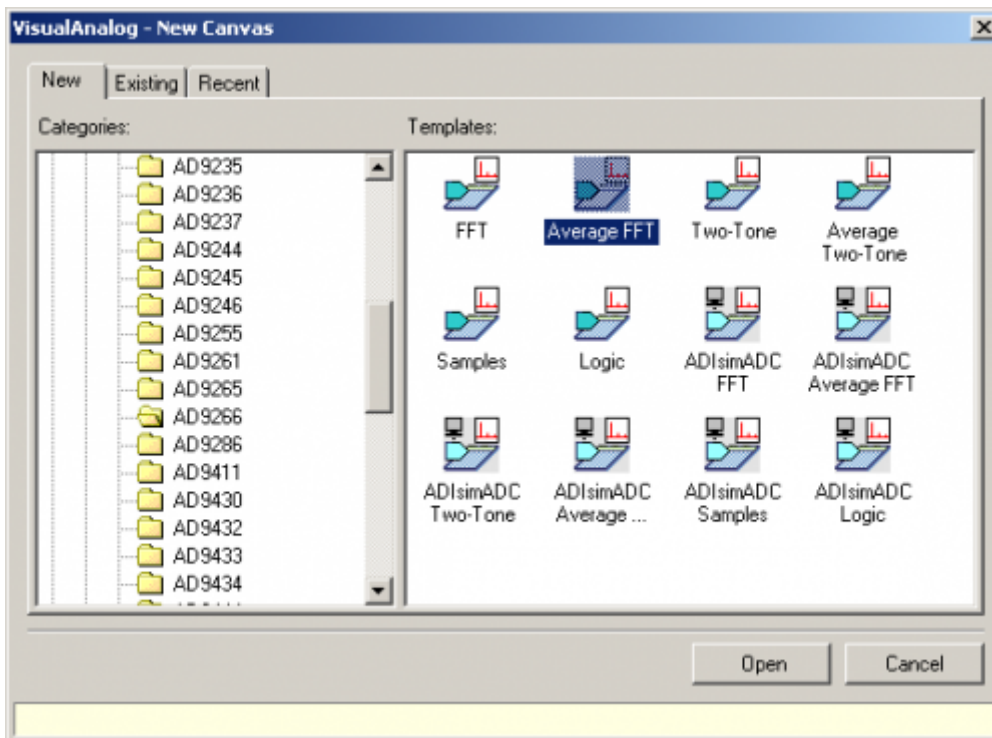 VisualAnalog - New Canvas
New
Existing
Recent
Categories:
Templates:
AD9235
AD9236
AD9237
AD9244
AD9245
AD9246
AD9255
AD9261
AD9265
AD9266
AD9286
AD9411
AD9430
AD9432
AD9433
AD9434
FFT
Average FFT
Two-Tone
Average
Two-Tone
Samples
Logic
ADIsimADC
FFT
ADIsimADC
Average FFT
ADIsimADC
Two-Tone
ADIsimADC
Average ...
ADIsimADC
Samples
ADIsimADC
Logic
Open
Cancel